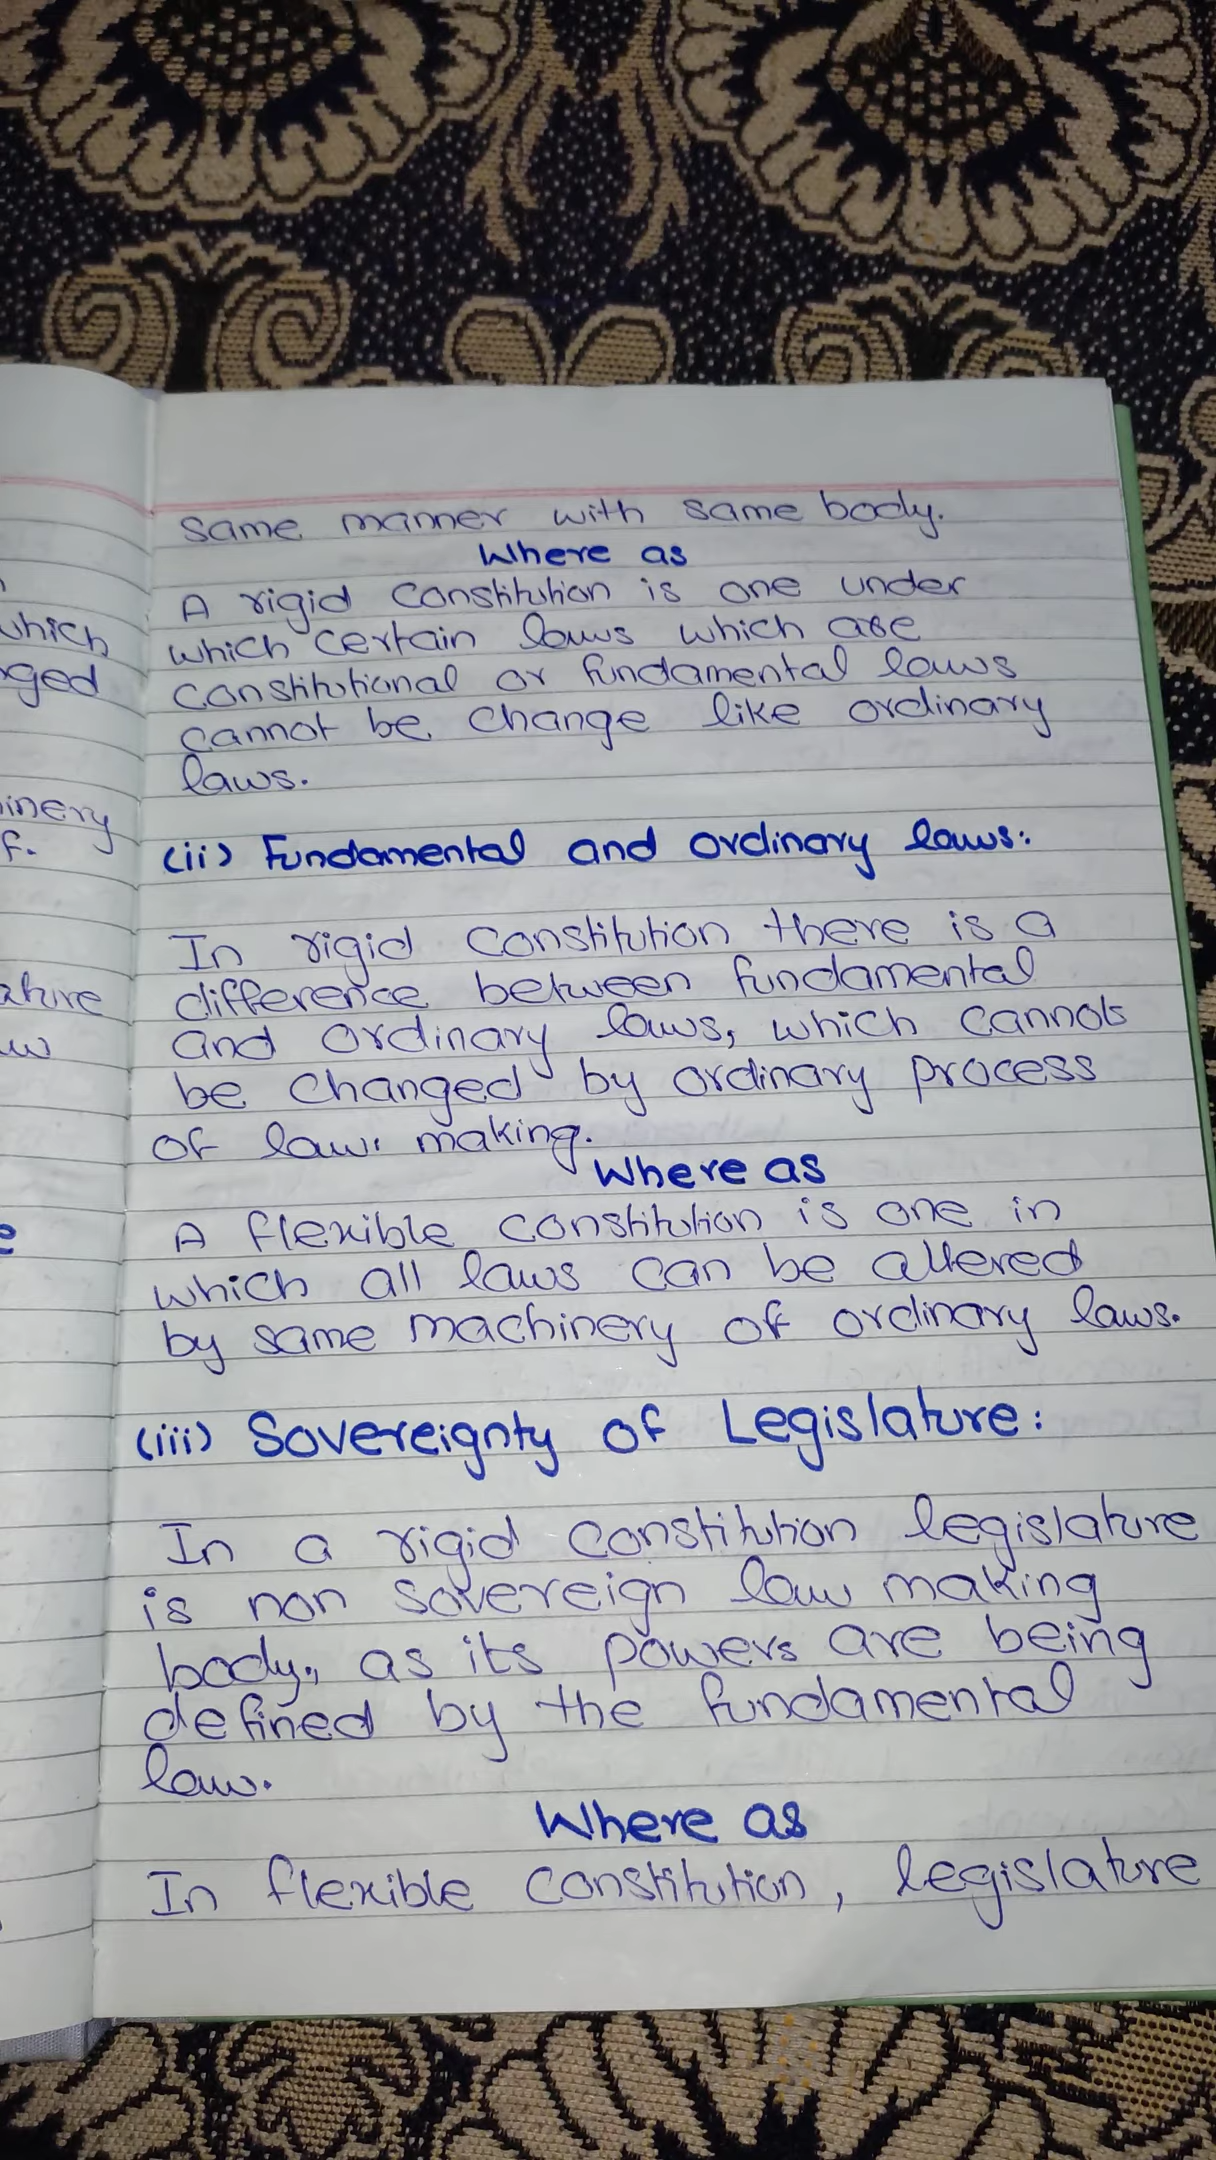 same manner with same body.
Where as
A rigid constitution is one under
which certain laws which are
constitutional or fundamental laws
cannot be change like ordinary
laws.
(ii) Fundamental and ordinary laws:
In rigid constitution there is a
difference between fundamental
and ordinary laws, which cannot
be changed by ordinary process
of law making.
Where as
A flexible constitution is one in
which all laws can be altered
by same machinery of ordinary laws.
(iii) Sovereignty of Legislature:
In a rigid constitution legislature
is non sovereign law making
body, as its powers are being
defined by the fundamental
law.
Where as
In flexible constitution, legislature